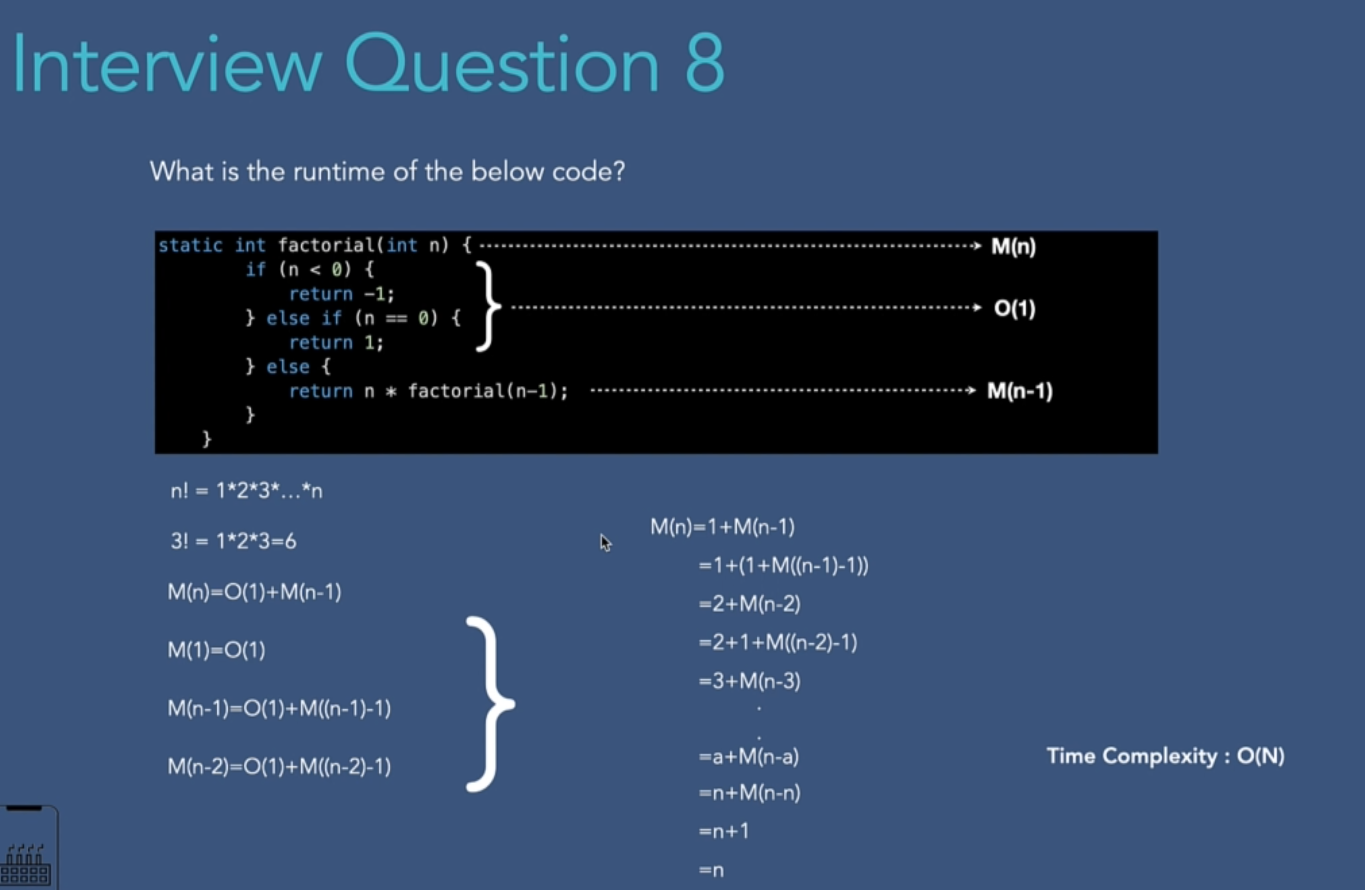 Interview Question 8
What is the runtime of the below code?
static int factorial(int n) { M(n)
if (n < 0) {
return -1;
} else if (n == 0) { O(1)
return 1;
} else {
return n * factorial(n-1); M(n-1)
}
}
n! = 1*2*3*...*n
3! = 1*2*3=6
M(n)=O(1)+M(n-1)
M(1)=O(1)
M(n-1)=O(1)+M((n-1)-1)
M(n-2)=O(1)+M((n-2)-1)
M(n)=1+M(n-1)
=1+(1+M((n-1)-1))
=2+M(n-2)
=2+1+M((n-2)-1)
=3+M(n-3)
.
.
=a+M(n-a)
=n+M(n-n)
=n+1
=n
Time Complexity : O(N)